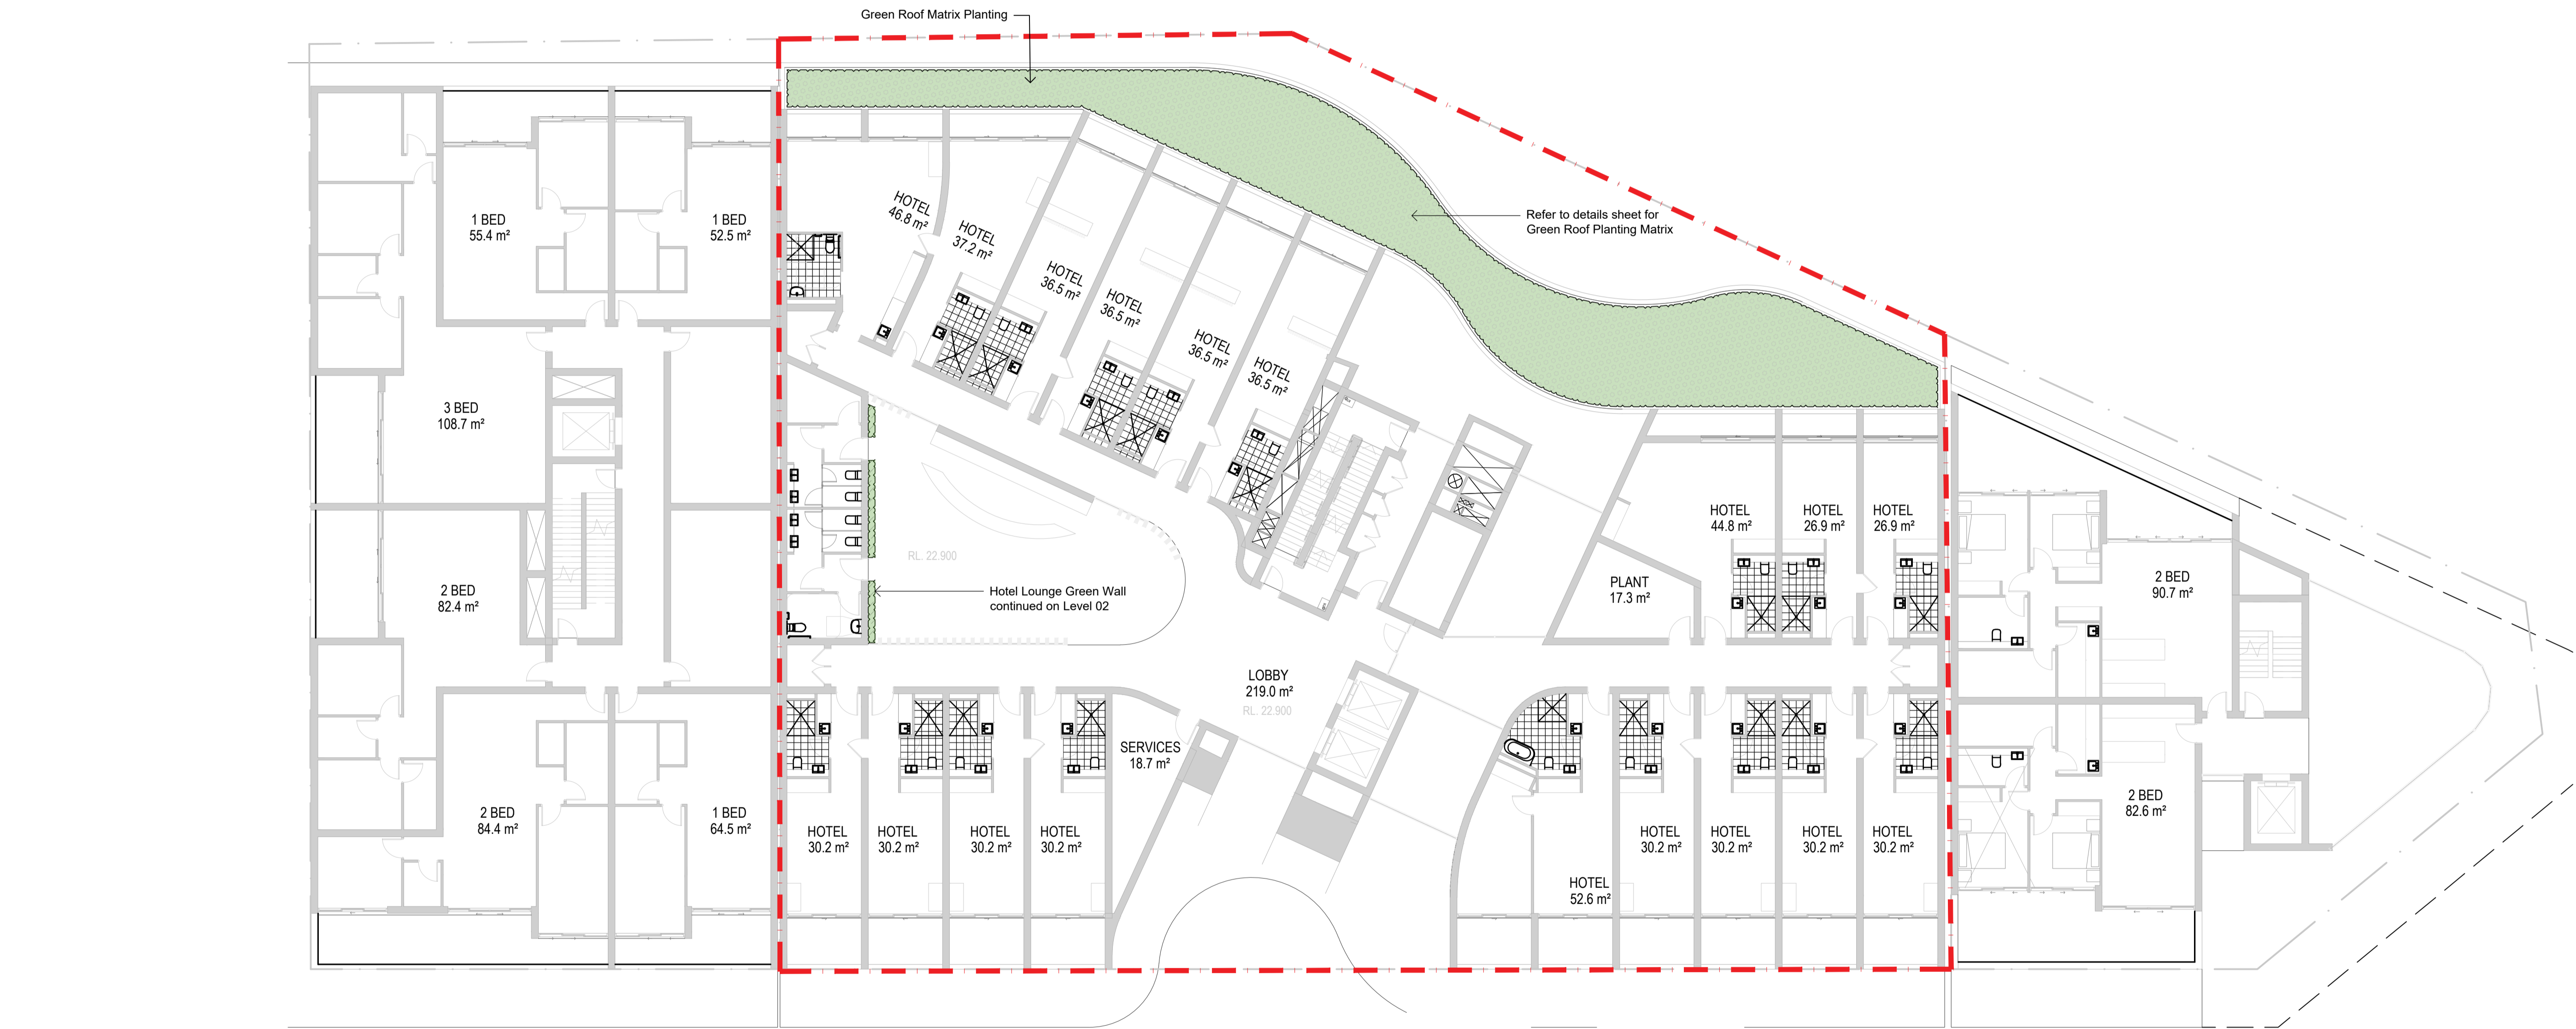 Green Roof Matrix Planting
Refer to details sheet for
Green Roof Planting Matrix
1 BED
55.4 m²
1 BED
52.5 m²
HOTEL
46.8 m²
HOTEL
37.2 m²
HOTEL
36.5 m²
HOTEL
36.5 m²
HOTEL
36.5 m²
HOTEL
36.5 m²
3 BED
108.7 m²
HOTEL
44.8 m²
HOTEL
26.9 m²
HOTEL
26.9 m²
RL. 22.900
2 BED
82.4 m²
Hotel Lounge Green Wall
continued on Level 02
PLANT
17.3 m²
2 BED
90.7 m²
LOBBY
219.0 m²
RL. 22.900
SERVICES
18.7 m²
2 BED
84.4 m²
1 BED
64.5 m²
HOTEL
30.2 m²
HOTEL
30.2 m²
HOTEL
30.2 m²
HOTEL
30.2 m²
HOTEL
52.6 m²
HOTEL
30.2 m²
HOTEL
30.2 m²
HOTEL
30.2 m²
HOTEL
30.2 m²
2 BED
82.6 m²